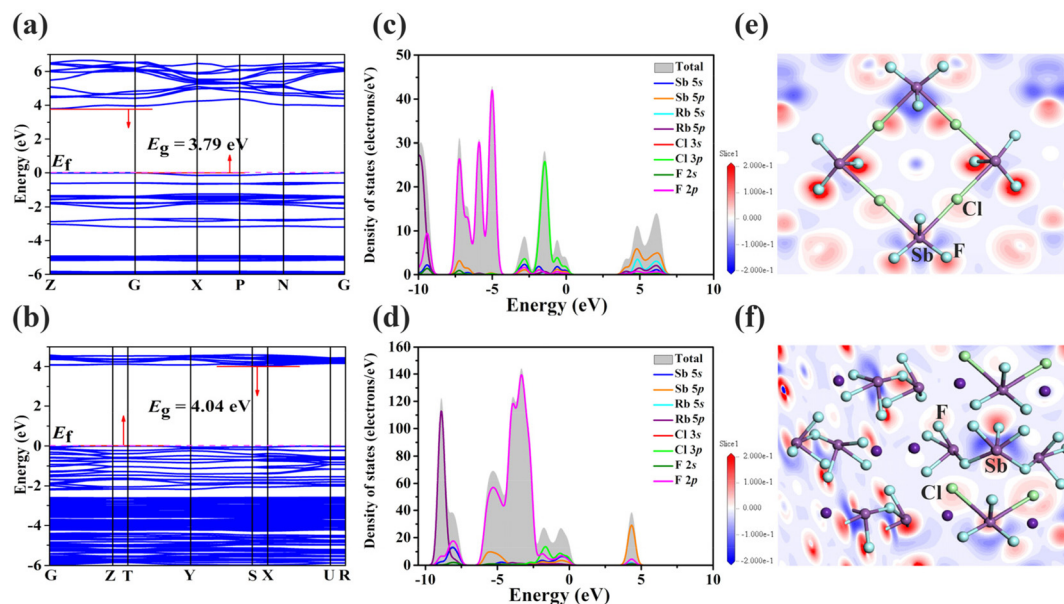 (a)
Energy (eV)
6
4
2
0
-2
-4
-6
Ef
Eg = 3.79 eV
Z G X P N G
(c)
Density of states (electrons/eV)
50
40
30
20
10
0
-10 -5 0 5 10
Energy (eV)
Total
Sb 5s
Sb 5p
Rb 5s
Rb 5p
Cl 3s
Cl 3p
F 2s
F 2p
(e)
Slice1
2.000e-1
1.000e-1
0.000
-1.000e-1
-2.000e-1
Cl
Sb
F
(b)
Energy (eV)
4
2
0
-2
-4
-6
Ef
Eg = 4.04 eV
G Z T Y S X U R
(d)
Density of states (electrons/eV)
160
140
120
100
80
60
40
20
0
-10 -5 0 5 10
Energy (eV)
Total
Sb 5s
Sb 5p
Rb 5s
Rb 5p
Cl 3s
Cl 3p
F 2s
F 2p
(f)
Slice1
2.000e-1
1.000e-1
0.000
-1.000e-1
-2.000e-1
F
Sb
Cl